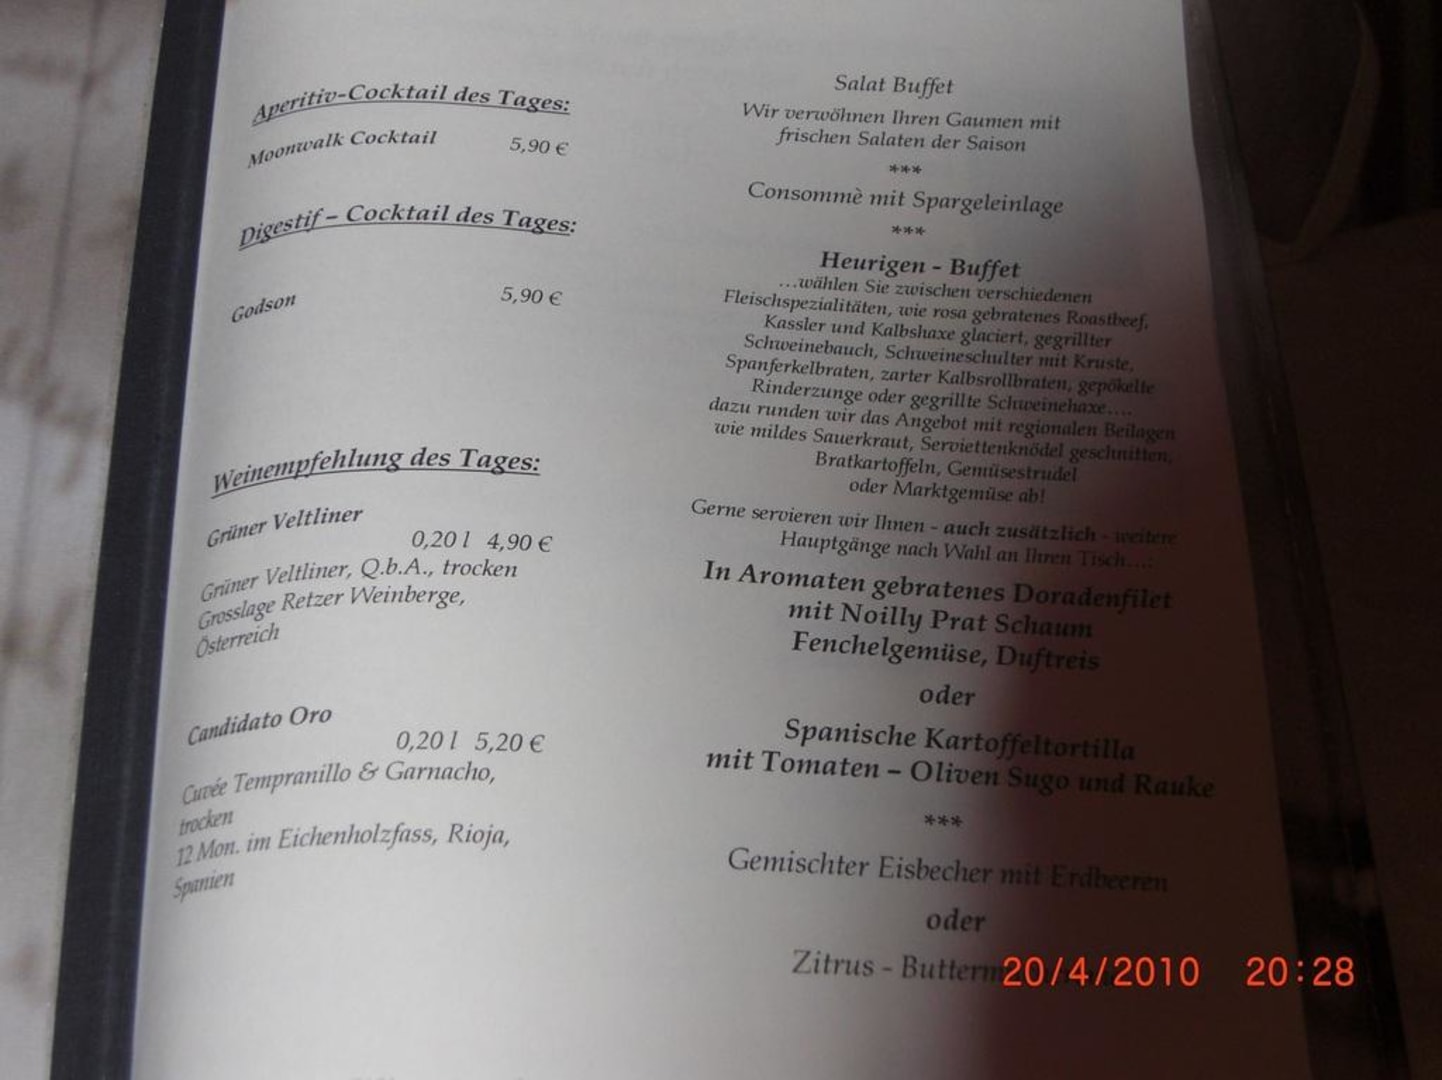 Aperitiv-Cocktail des Tages:
Moonwalk Cocktail 5,90 €
Digestif – Cocktail des Tages:
Godson 5,90 €
Weinempfehlung des Tages:
Grüner Veltliner
0,20 l 4,90 €
Grüner Veltliner, Q.b.A., trocken
Grosslage Retzer Weinberge,
Österreich
Candidato Oro
0,20 l 5,20 €
Cuvée Tempranillo & Garnacho,
trocken
12 Mon. im Eichenholzfass, Rioja,
Spanien
Salat Buffet
Wir verwöhnen Ihren Gaumen mit
frischen Salaten der Saison
***
Consommè mit Spargeleinlage
***
Heurigen - Buffet
…wählen Sie zwischen verschiedenen
Fleischspezialitäten, wie rosa gebratenes Roastbeef,
Kassler und Kalbshaxe glaciert, gegrillter
Schweinebauch, Schweineschulter mit Kruste,
Spanferkelbraten, zarter Kalbsrollbraten, gepökelte
Rinderzunge oder gegrillte Schweinehaxe….
dazu runden wir das Angebot mit regionalen Beilagen
wie mildes Sauerkraut, Serviettenknödel geschnitten,
Bratkartoffeln, Gemüsestrudel
oder Marktgemüse ab!
Gerne servieren wir Ihnen - auch zusätzlich - weitere
Hauptgänge nach Wahl an Ihren Tisch…:
In Aromaten gebratenes Doradenfilet
mit Noilly Prat Schaum
Fenchelgemüse, Duftreis
oder
Spanische Kartoffeltortilla
mit Tomaten – Oliven Sugo und Rauke
***
Gemischter Eisbecher mit Erdbeeren
oder
Zitrus -
20/4/2010 20:28